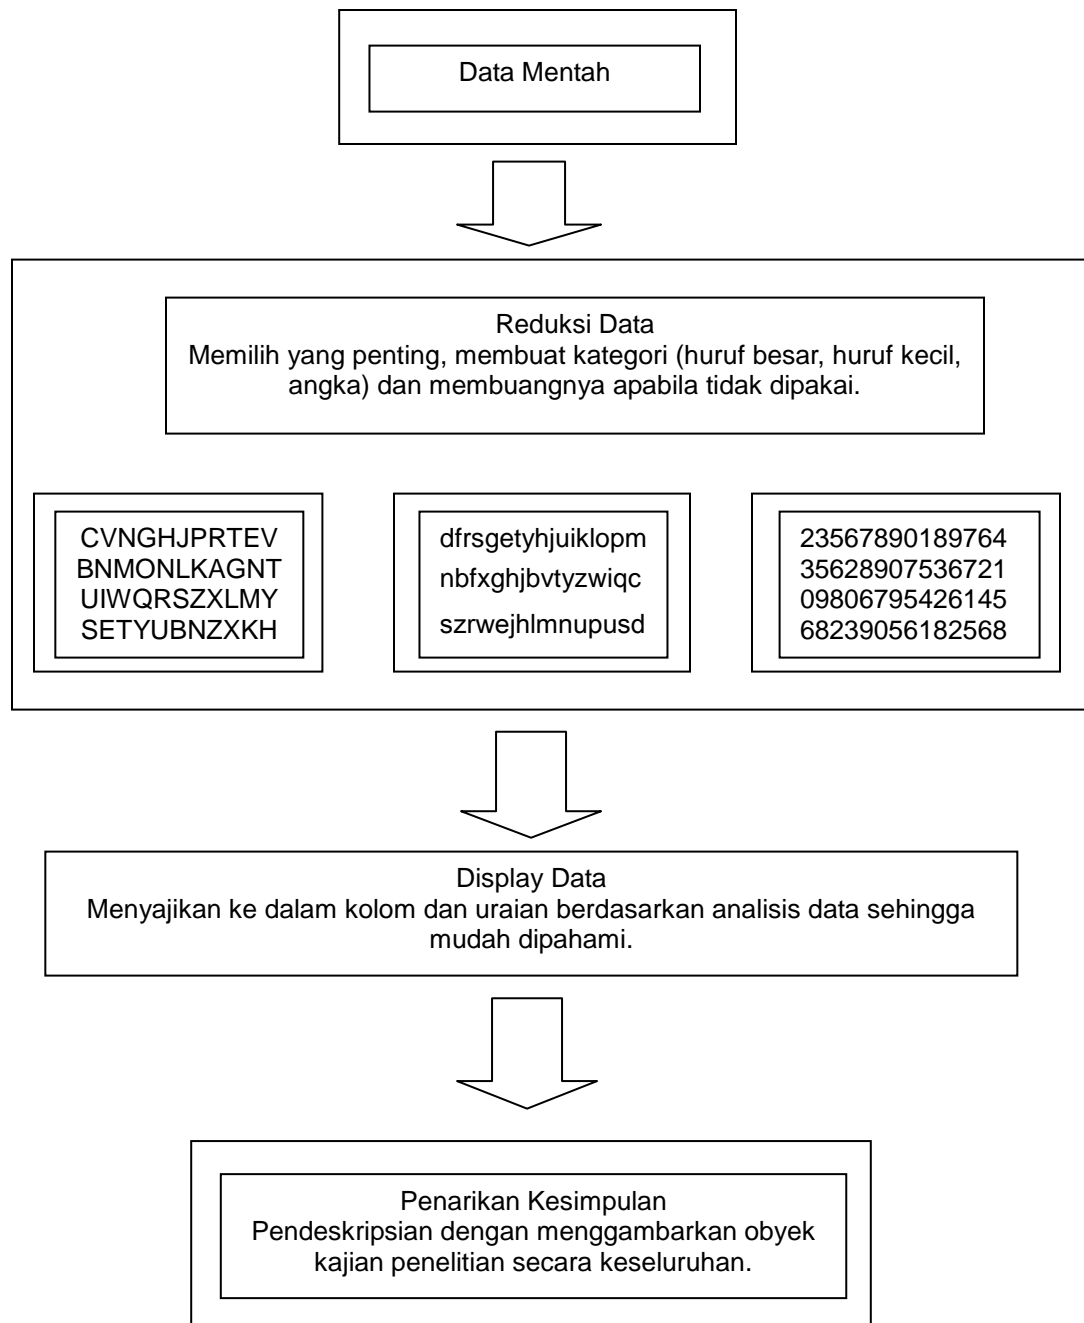 Data Mentah
Reduksi Data
Memilih yang penting, membuat kategori (huruf besar, huruf kecil,
angka) dan membuangnya apabila tidak dipakai.
CVNGHJPRTEV
BNMONLKAGNT
UIWQRSZXLMY
SETYUBNZXKH
dfrsgetyhjuiklopm
nbfxghjbvtyzwiqc
szrwejhlmnupusd
23567890189764
35628907536721
09806795426145
68239056182568
Display Data
Menyajikan ke dalam kolom dan uraian berdasarkan analisis data sehingga
mudah dipahami.
Penarikan Kesimpulan
Pendeskripsian dengan menggambarkan obyek
kajian penelitian secara keseluruhan.